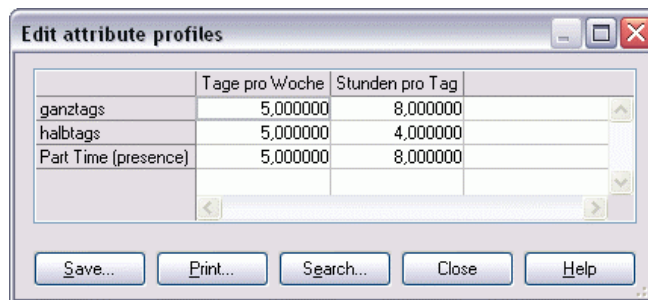 Edit attribute profiles
Tage pro Woche Stunden pro Tag
ganztags 5,000000 8,000000
halbtags 5,000000 4,000000
Part Time (presence) 5,000000 8,000000
Save... Print... Search... Close Help